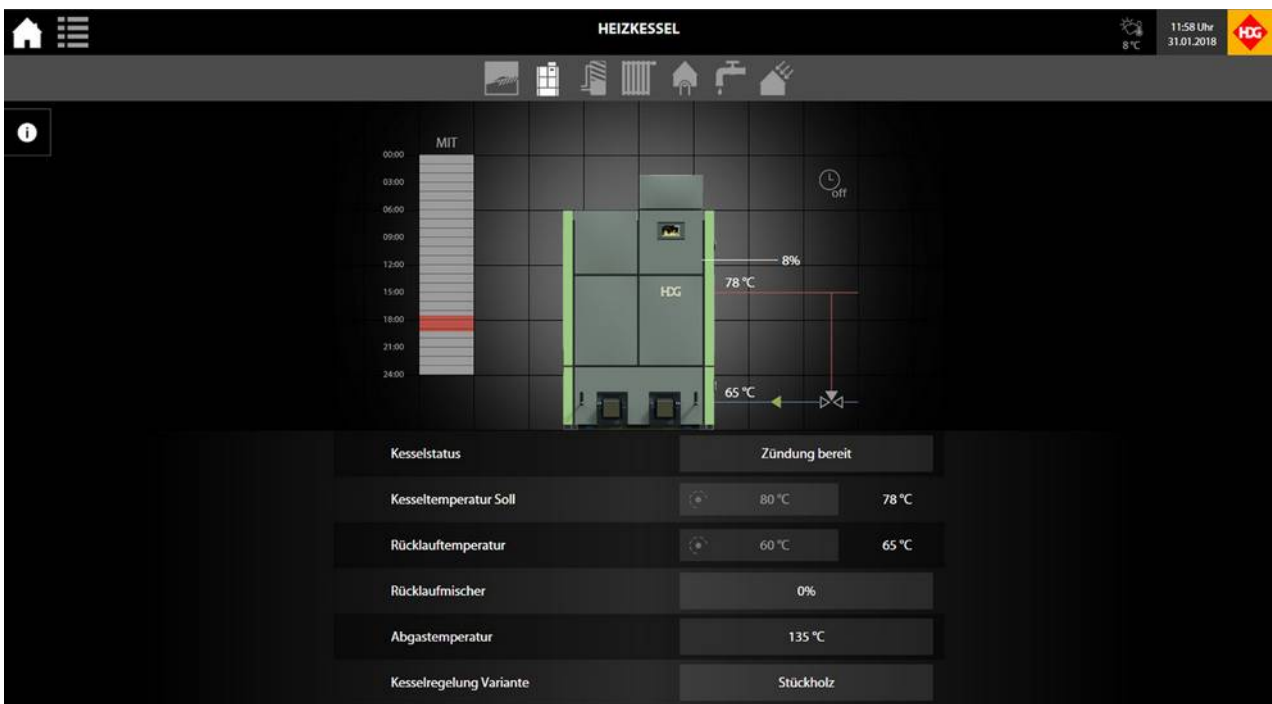 HEIZKESSEL
8 °C
11:58 Uhr
31.01.2018
HDG
i
MIT
00:00
03:00
06:00
09:00
12:00
15:00
18:00
21:00
24:00
off
8%
HDG
78 °C
65 °C
Kesselstatus Zündung bereit
Kesseltemperatur Soll 80 °C 78 °C
Rücklauftemperatur 60 °C 65 °C
Rücklaufmischer 0%
Abgastemperatur 135 °C
Kesselregelung Variante Stückholz